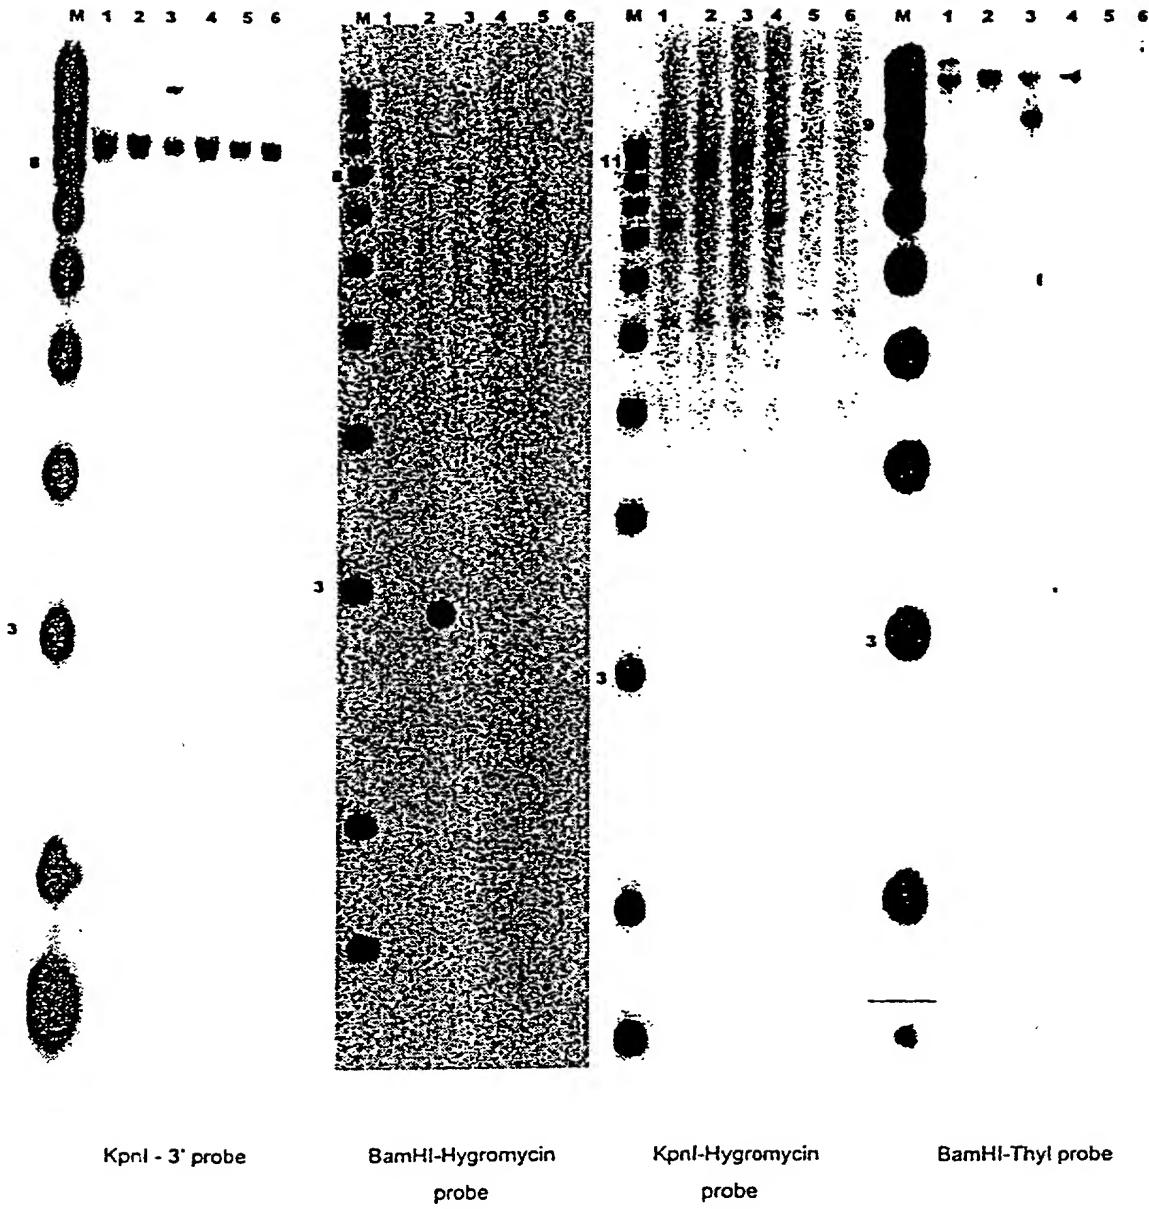 M 1 2 3 4 5 6
M 1 2 3 4 5 6
M 1 2 3 4 5 6
M 1 2 3 4 5 6
9
11
8
8
3
3
3
3
KpnI - 3' probe
BamHI-Hygromycin
probe
KpnI-Hygromycin
probe
BamHI-Thyl probe